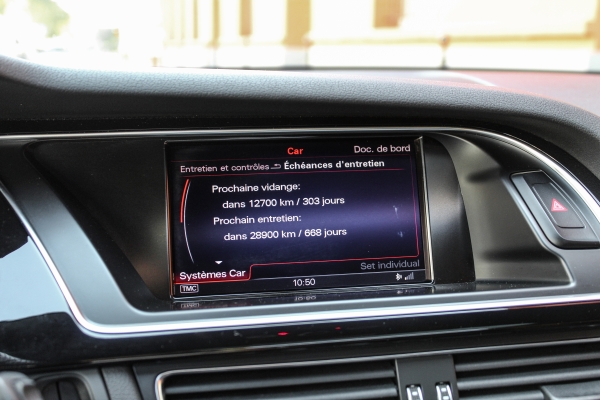 Car
Doc. de bord
Entretien et contrôles Échéances d'entretien
Prochaine vidange:
dans 12700 km / 303 jours
Prochain entretien:
dans 28900 km / 668 jours
Systèmes Car
Set individual
TMC
10:50